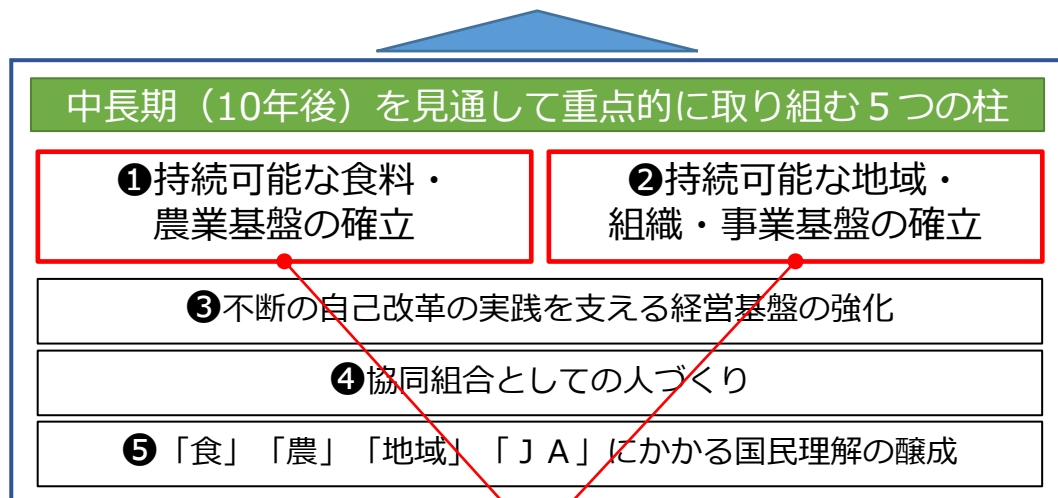 中長期（10年後）を見通して重点的に取り組む５つの柱
❶持続可能な食料・
農業基盤の確立
❷持続可能な地域・
組織・事業基盤の確立
❸不断の自己改革の実践を支える経営基盤の強化
❹協同組合としての人づくり
❺「食」「農」「地域」「ＪＡ」にかかる国民理解の醸成